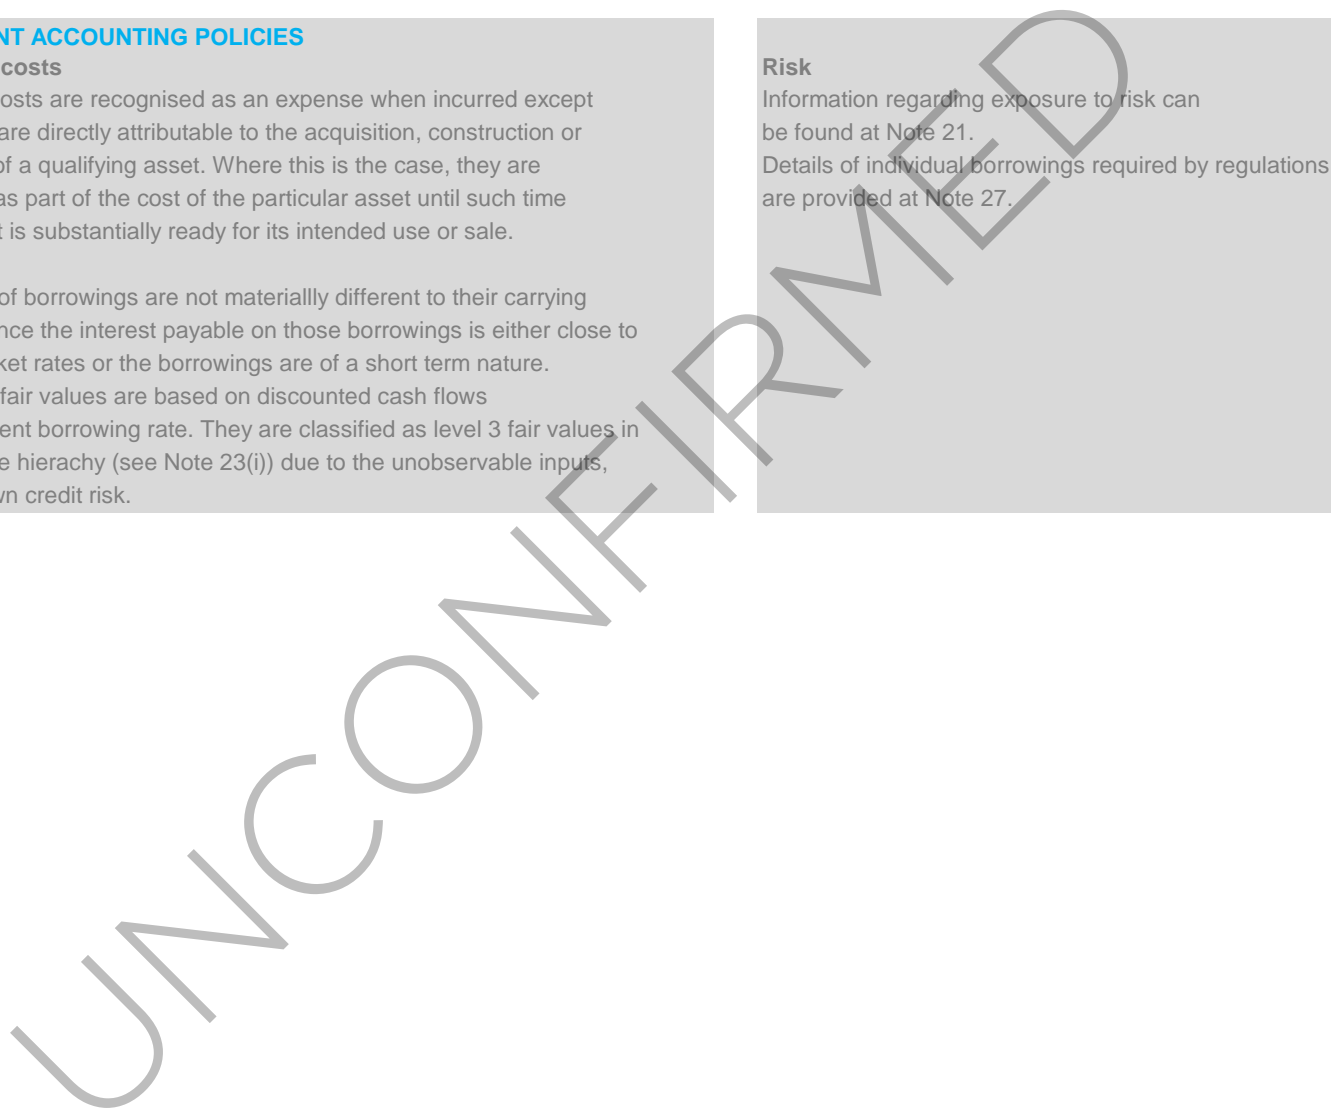 NT ACCOUNTING POLICIES
costs
osts are recognised as an expense when incurred except
are directly attributable to the acquisition, construction or
of a qualifying asset. Where this is the case, they are
as part of the cost of the particular asset until such time
t is substantially ready for its intended use or sale.
of borrowings are not materiallly different to their carrying
nce the interest payable on those borrowings is either close to
ket rates or the borrowings are of a short term nature.
fair values are based on discounted cash flows
ent borrowing rate. They are classified as level 3 fair values in
e hierachy (see Note 23(i)) due to the unobservable inputs,
wn credit risk.
Risk
Information regarding exposure to risk can
be found at Note 21.
Details of individual borrowings required by regulations
are provided at Note 27.
UNCONFIRMED